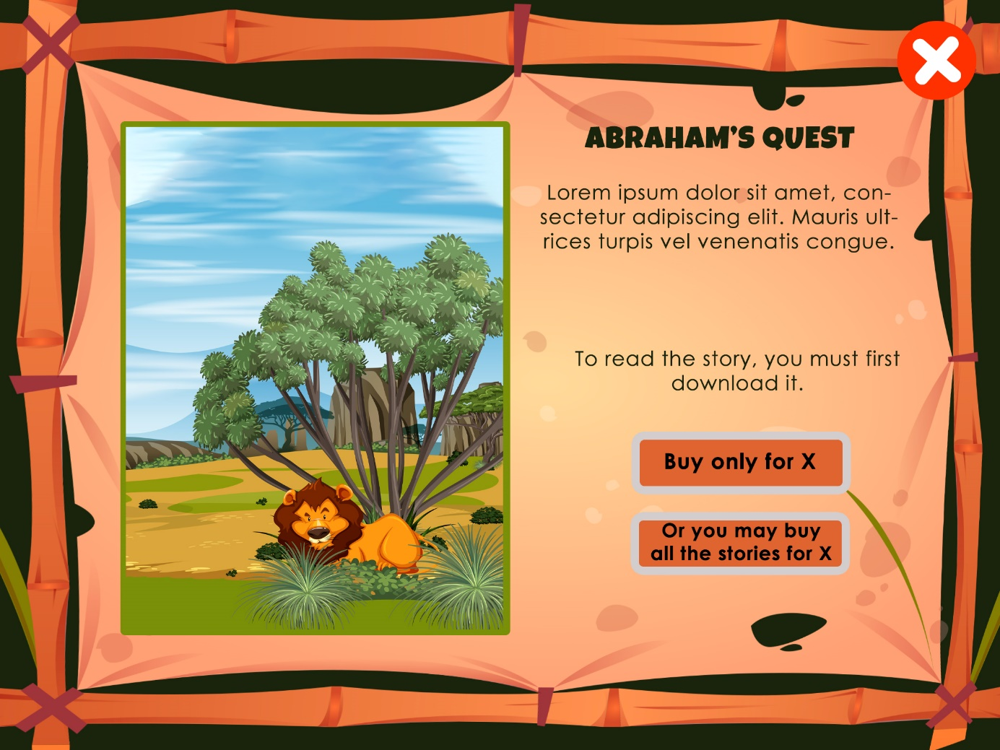 ABRAHAM’S QUEST
Lorem ipsum dolor sit amet, con-
sectetur adipiscing elit. Mauris ult-
rices turpis vel venenatis congue.
To read the story, you must first
download it.
Buy only for X
Or you may buy
all the stories for X